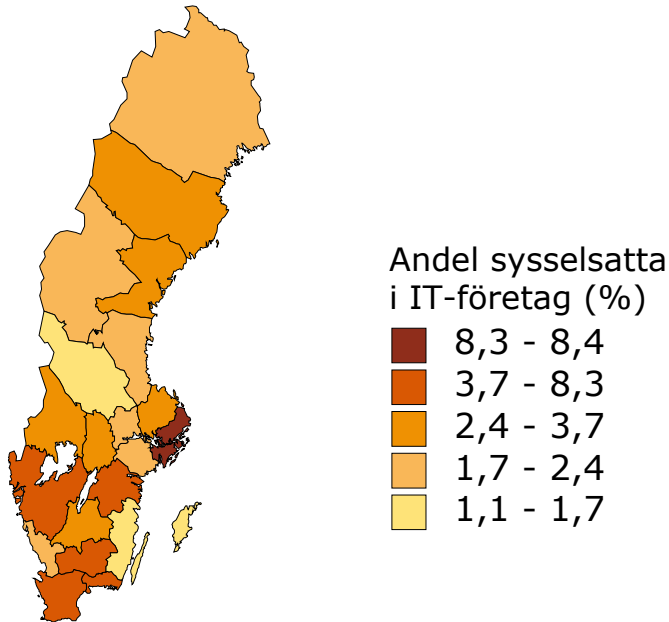 Andel sysselsatta
i IT-företag (%)
8,3 - 8,4
3,7 - 8,3
2,4 - 3,7
1,7 - 2,4
1,1 - 1,7